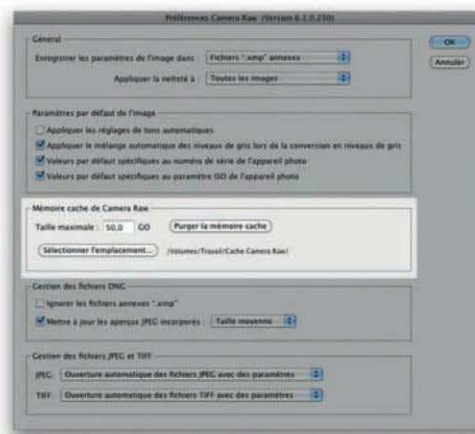 Préférences Camera Raw (Version 6.1.0.250)
Général
OK
Enregistrer les paramètres de l'image dans : Fichiers ".xmp" annexes
Annuler
Appliquer la netteté à : Toutes les images
Paramètres par défaut de l'image
Appliquer les réglages de tons automatiques
Appliquer le mélange automatique des niveaux de gris lors de la conversion en niveaux de gris
Valeurs par défaut spécifiques au numéro de série de l'appareil photo
Valeurs par défaut spécifiques au paramètre ISO de l'appareil photo
Mémoire cache de Camera Raw
Taille maximale : 50,0 GO Purger la mémoire cache
Sélectionner l'emplacement... /Volumes/Travail/Cache Camera Raw/
Gestion des fichiers DNG
Ignorer les fichiers annexes ".xmp"
Mettre à jour les aperçus JPEG incorporés : Taille moyenne
Gestion des fichiers JPEG et TIFF
JPEG: Ouverture automatique des fichiers JPEG avec des paramètres
TIFF: Ouverture automatique des fichiers TIFF avec des paramètres